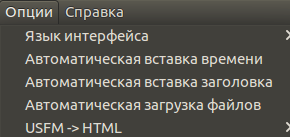 Опции Справка
Язык интерфейса
Автоматическая вставка времени
Автоматическая вставка заголовка
Автоматическая загрузка файлов
USFM -> HTML